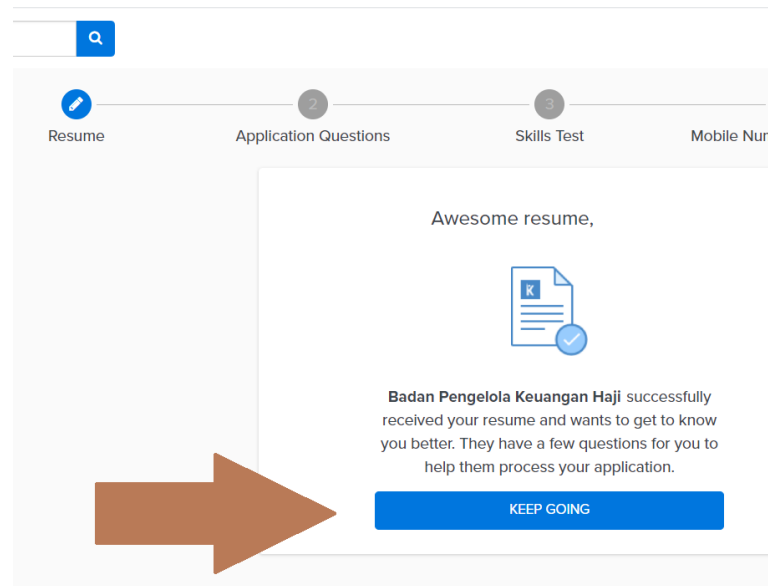 2
3
Resume
Application Questions
Skills Test
Mobile Nur
Awesome resume,
K
Badan Pengelola Keuangan Haji successfully
received your resume and wants to get to know
you better. They have a few questions for you to
help them process your application.
KEEP GOING